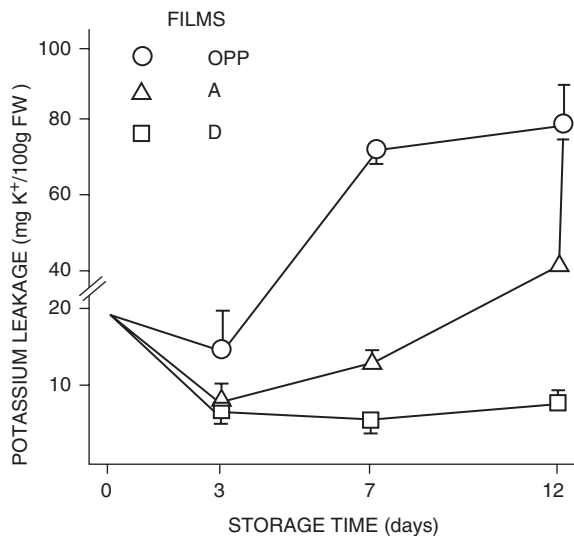 FILMS
OPP
A
D
POTASSIUM LEAKAGE (mg K⁺/100g FW)
100
80
60
40
20
10
0 3 7 12
STORAGE TIME (days)